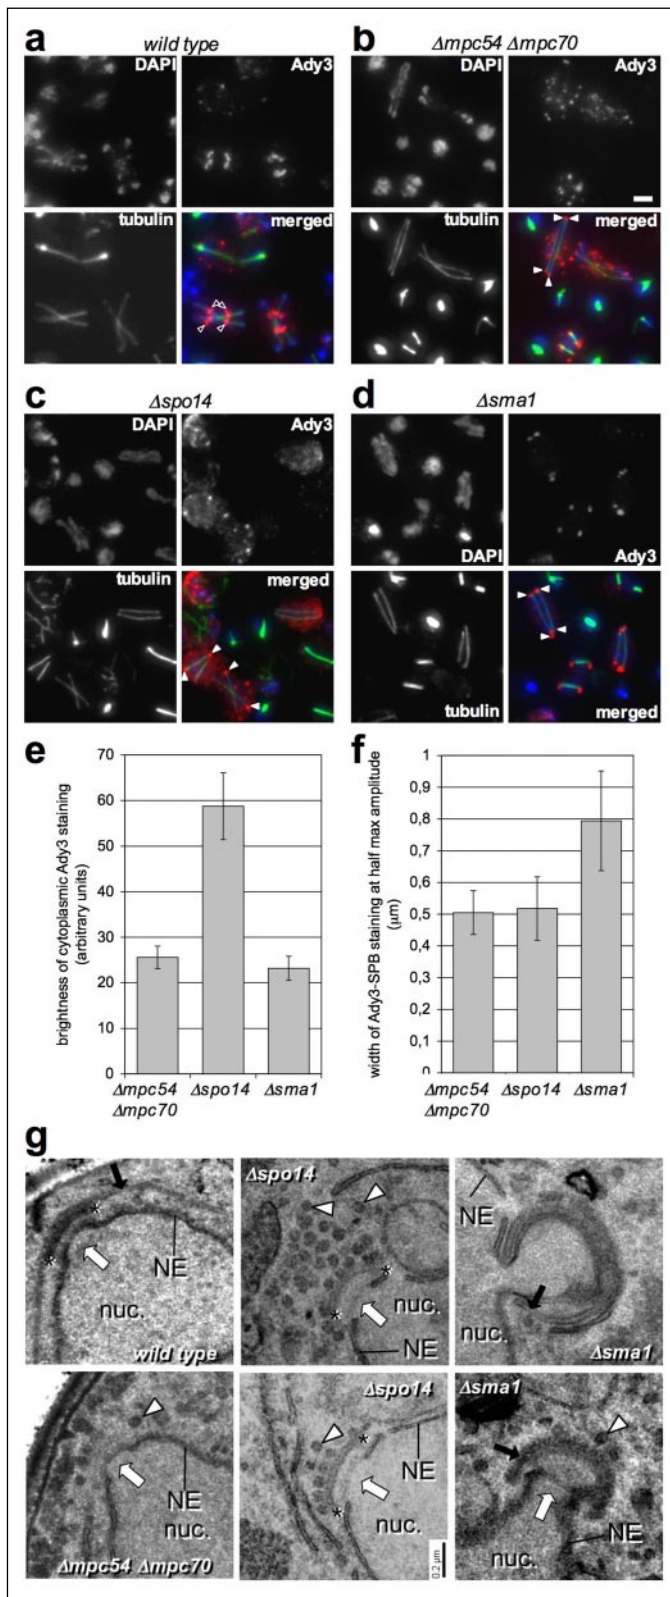 a
wild type
DAPI
Ady3
tubulin
merged
b
Δmpc54 Δmpc70
DAPI
Ady3
tubulin
merged
c
Δspo14
DAPI
Ady3
tubulin
merged
d
Δsma1
DAPI
Ady3
tubulin
merged
e
brightness of cytoplasmic Ady3 staining
(arbitrary units)
70
60
50
40
30
20
10
0
Δmpc54
Δmpc70
Δspo14
Δsma1
f
width of Ady3-SPB staining at half max amplitude
(µm)
1
0,9
0,8
0,7
0,6
0,5
0,4
0,3
0,2
0,1
0
Δmpc54
Δmpc70
Δspo14
Δsma1
g
*
*
NE
nuc.
wild type
Δspo14
*
*
nuc.
NE
NE
nuc.
Δsma1
NE
nuc.
Δmpc54 Δmpc70
Δspo14
*
NE
*
nuc.
0.2 µm
Δsma1
nuc.
NE